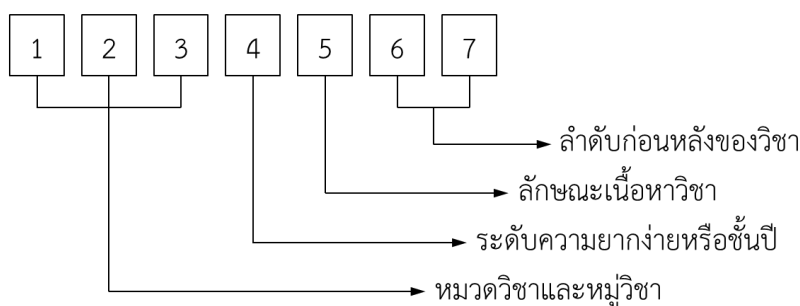 1 2 3 4 5 6 7
ลำดับก่อนหลังของวิชา
ลักษณะเนื้อหาวิชา
ระดับความยากง่ายหรือชั้นปี
หมวดวิชาและหมู่วิชา